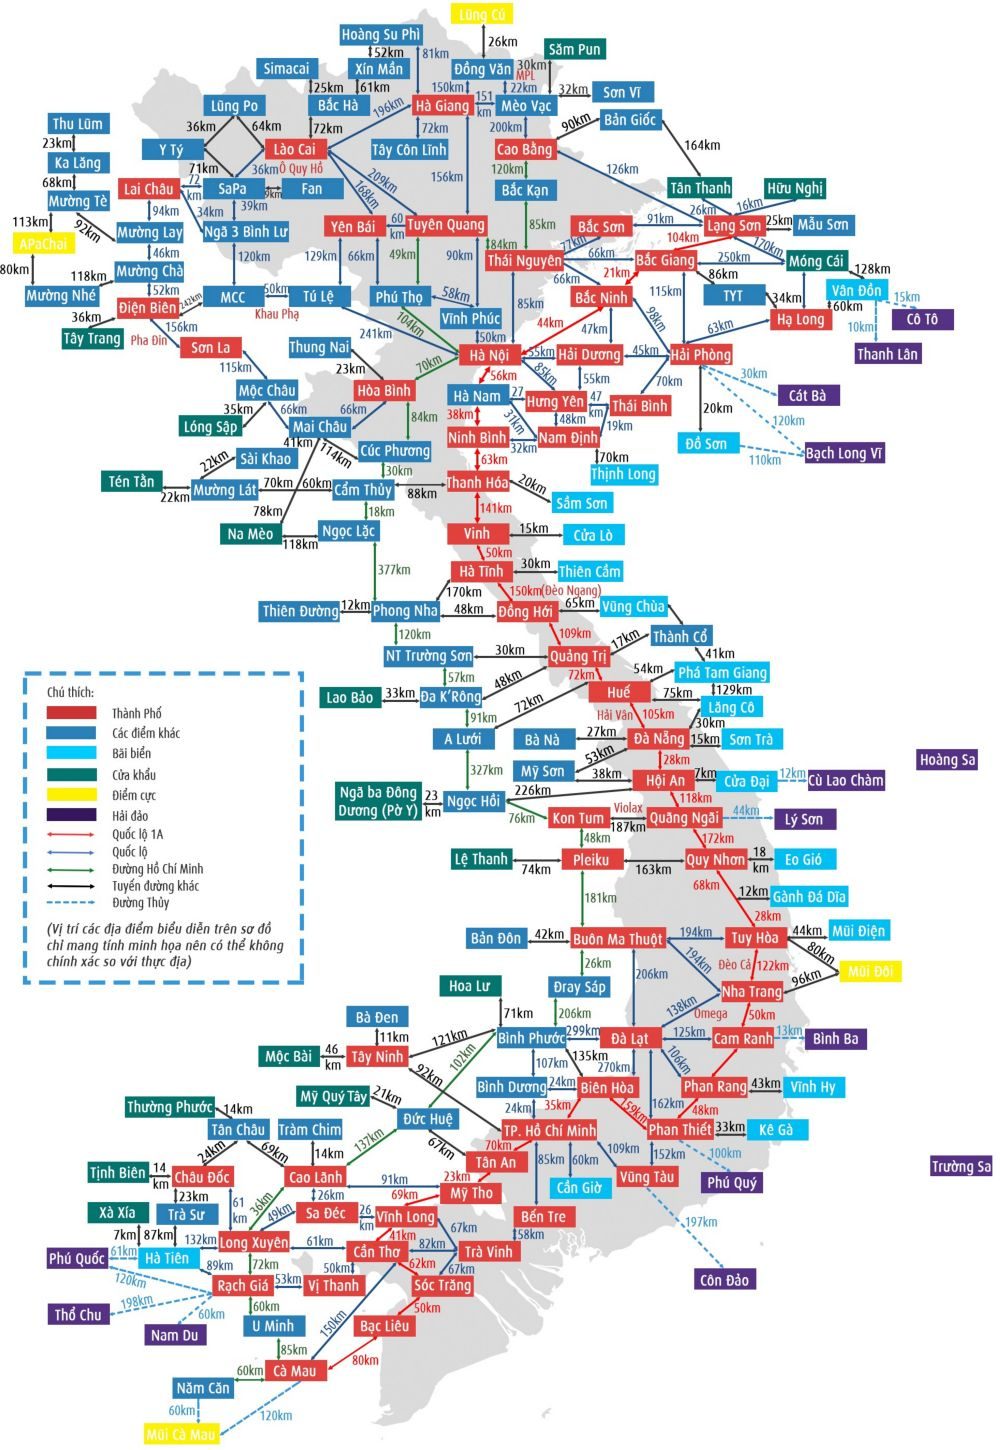 Lũng Cú
26km
Hoàng Su Phì
52km
81km
Săm Pun
Simacai
Xín Mần
Đồng Văn
30km
MPL
25km
61km
150km
22km
32km
Sơn Vĩ
Lũng Po
Bắc Hà
196km
Hà Giang
151
km
Mèo Vạc
Thu Lũm
36km
64km
72km
72km
200km
90km
Bản Giốc
23km
Y Tý
Lào Cai
Tây Côn Lĩnh
Cao Bằng
164km
Ka Lăng
71km
36km
Ô Quy Hồ
209km
156km
120km
126km
68km
Lai Châu
72
km
SaPa
9km
Fan
168km
Bắc Kạn
Tân Thanh
Hữu Nghị
Mường Tè
94km
34km
39km
26km
16km
113km
92km
Yên Bái
60
km
Tuyên Quang
85km
Bắc Sơn
91km
Lạng Sơn
25km
Mẫu Sơn
APaChai
Mường Lay
Ngã 3 Bình Lư
84km
77km
104km
170km
80km
46km
120km
129km
66km
49km
90km
Thái Nguyên
66km
Bắc Giang
250km
Móng Cái
128km
118km
Mường Chà
66km
21km
86km
Mường Nhé
52km
242km
MCC
50km
Tú Lệ
Phú Thọ
58km
Bắc Ninh
115km
TYT
34km
Vân Đồn
15km
36km
Điện Biên
Khau Phạ
104km
Vĩnh Phúc
85km
98km
60km
Cô Tô
Tây Trang
Pha Đin
156km
241km
50km
44km
47km
63km
Hạ Long
10km
Sơn La
Thung Nai
Hà Nội
55km
Hải Dương
45km
Hải Phòng
Thanh Lân
115km
23km
70km
56km
85km
55km
70km
30km
Mộc Châu
Hòa Bình
Hà Nam
27
Hưng Yên
47
km
Thái Bình
20km
Cát Bà
35km
66km
66km
84km
38km
37km
48km
19km
120km
Lóng Sập
Mai Châu
Ninh Bình
32km
Nam Định
Đồ Sơn
110km
Bạch Long Vĩ
41km
114km
Cúc Phương
70km
22km
Sài Khao
30km
63km
Thịnh Long
Tén Tằn
22km
Mường Lát
70km
60km
Cẩm Thủy
88km
Thanh Hóa
20km
Sầm Sơn
78km
18km
141km
Na Mèo
118km
Ngọc Lặc
Vinh
15km
Cửa Lò
377km
50km
Hà Tĩnh
30km
Thiên Cầm
170km
150km(Đèo Ngang)
Thiên Đường
12km
Phong Nha
48km
Đồng Hới
65km
Vũng Chùa
120km
109km
17km
Thành Cổ
NT Trường Sơn
30km
Quảng Trị
41km
57km
48km
72km
54km
Phá Tam Giang
Lao Bảo
33km
Đa K'Rông
Huế
129km
75km
Lăng Cô
91km
72km
Hải Vân
105km
30km
A Lưới
Bà Nà
27km
Đà Nẵng
15km
Sơn Trà
53km
28km
Hoàng Sa
327km
Mỹ Sơn
38km
Hội An
7km
Cửa Đại
12km
Cù Lao Chàm
Ngã ba Đông
Dương (Pờ Y)
23
km
Ngọc Hồi
226km
118km
76km
Violax
44km
Kon Tum
187km
Quãng Ngãi
Lý Sơn
48km
172km
Lệ Thanh
74km
Pleiku
163km
Quy Nhơn
18
km
Eo Gió
68km
181km
12km
Gành Đá Dĩa
28km
Bản Đôn
42km
Buôn Ma Thuột
194km
Tuy Hòa
44km
Mũi Điện
26km
194km
Đèo Cả
122km
80km
Mũi Đôi
206km
96km
Hoa Lư
Đray Sáp
Nha Trang
71km
206km
138km
Omega
50km
Bà Đen
11km
121km
Bình Phước
299km
Đà Lạt
125km
Cam Ranh
13km
Bình Ba
Mộc Bài
46
km
Tây Ninh
102km
107km
135km
270km
106km
92km
Bình Dương
24km
Biên Hòa
162km
Phan Rang
43km
Vĩnh Hy
Mỹ Quý Tây
21km
24km
35km
159km
48km
Thường Phước
14km
Đức Huệ
TP. Hồ Chí Minh
Phan Thiết
33km
Kê Gà
Tân Châu
Tràm Chim
137km
67km
70km
24km
69km
14km
Tân An
85km
60km
109km
152km
100km
Tịnh Biên
14
km
Châu Đốc
Cao Lãnh
91km
23km
Cần Giờ
Vũng Tàu
Phú Quý
Trường Sa
23km
26km
69km
Mỹ Tho
Xà Xía
Trà Sư
61
km
36km
49km
Sa Đéc
26
km
Vĩnh Long
67km
Bến Tre
197km
7km
87km
132km
Long Xuyên
61km
41km
58km
Phú Quốc
61km
Hà Tiên
Cần Thơ
82km
Trà Vinh
89km
72km
50km
62km
67km
120km
Rạch Giá
53km
Vị Thanh
Sóc Trăng
Côn Đảo
198km
Thổ Chu
60km
60km
50km
Nam Du
U Minh
150km
Bạc Liêu
85km
80km
60km
Cà Mau
Năm Căn
60km
120km
Mũi Cà Mau
Chú thích:
Thành Phố
Các điểm khác
Bãi biển
Cửa khẩu
Điểm cực
Hải đảo
Quốc lộ 1A
Quốc lộ
Đường Hồ Chí Minh
Tuyến đường khác
Đường Thủy
(Vị trí các địa điểm biểu diễn trên sơ đồ
chỉ mang tính minh họa nên có thể không
chính xác so với thực địa)